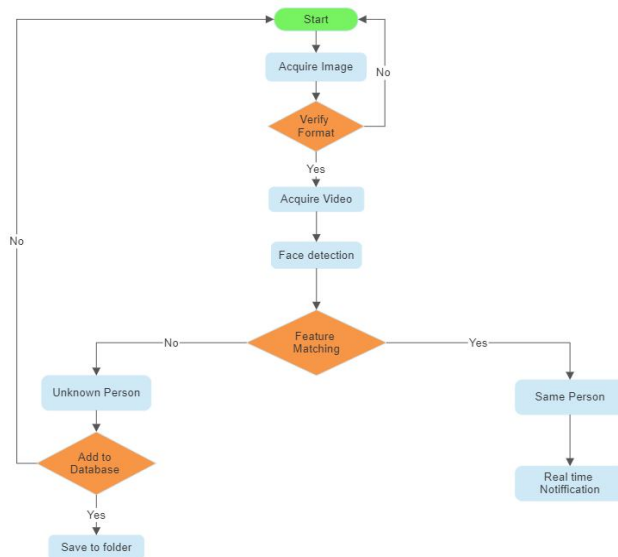 Start
Acquire Image
No
Verify
Format
Yes
Acquire Video
No
Face detection
Feature
Matching
No
Yes
Unknown Person
Same Person
Add to
Database
Real time
Notiffication
Yes
Save to folder